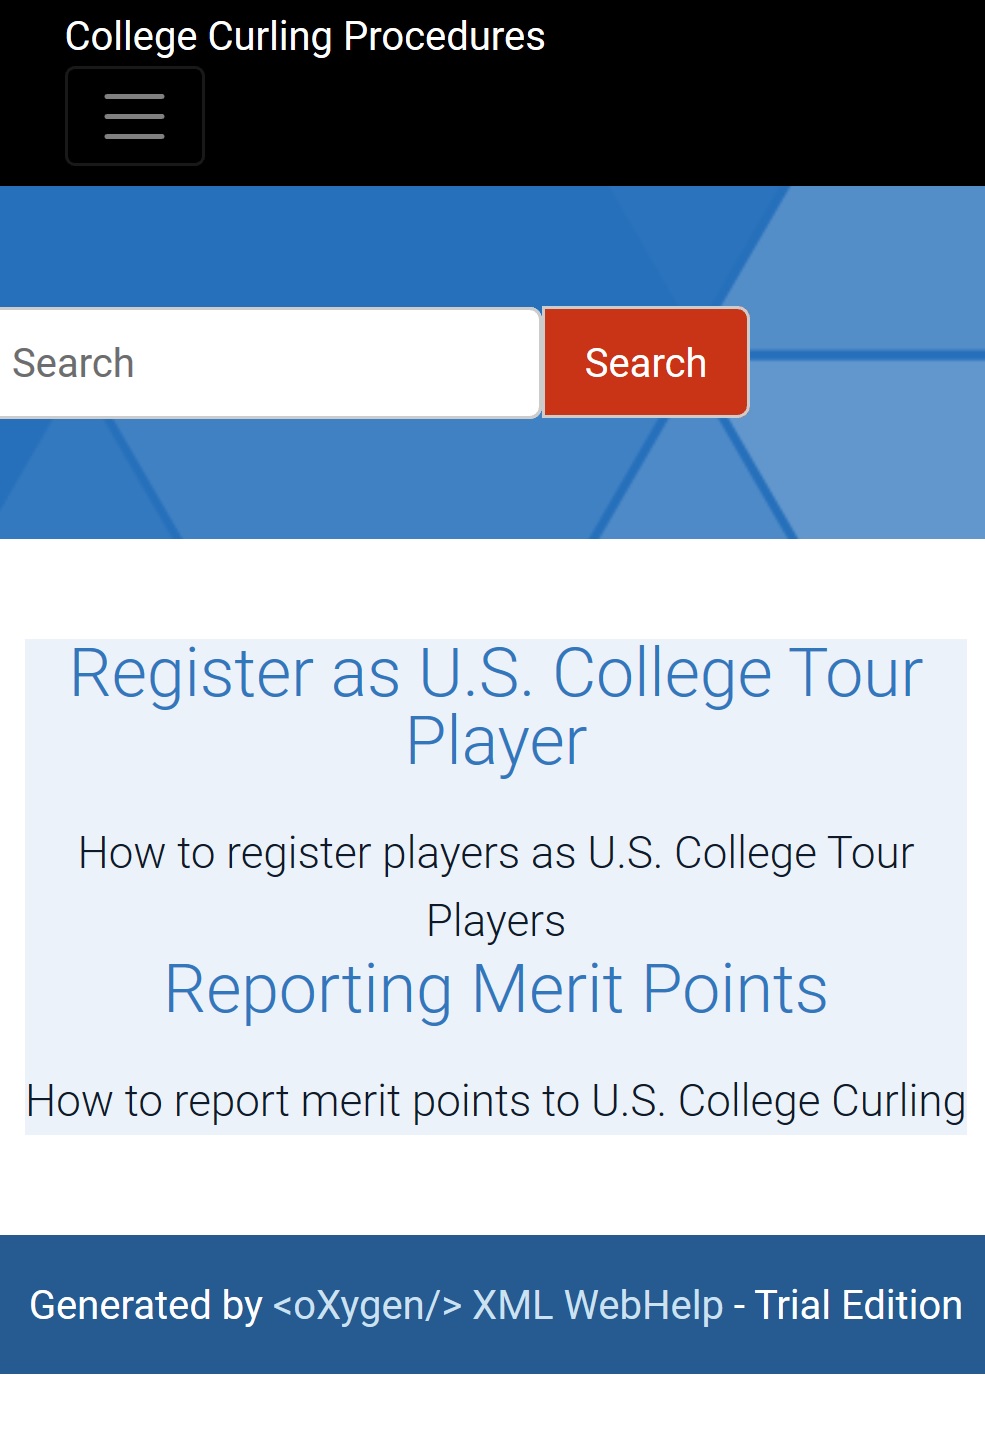 College Curling Procedures
Search
Search
Register as U.S. College Tour
Player
How to register players as U.S. College Tour
Players
Reporting Merit Points
How to report merit points to U.S. College Curling
Generated by <oXygen/> XML WebHelp - Trial Edition